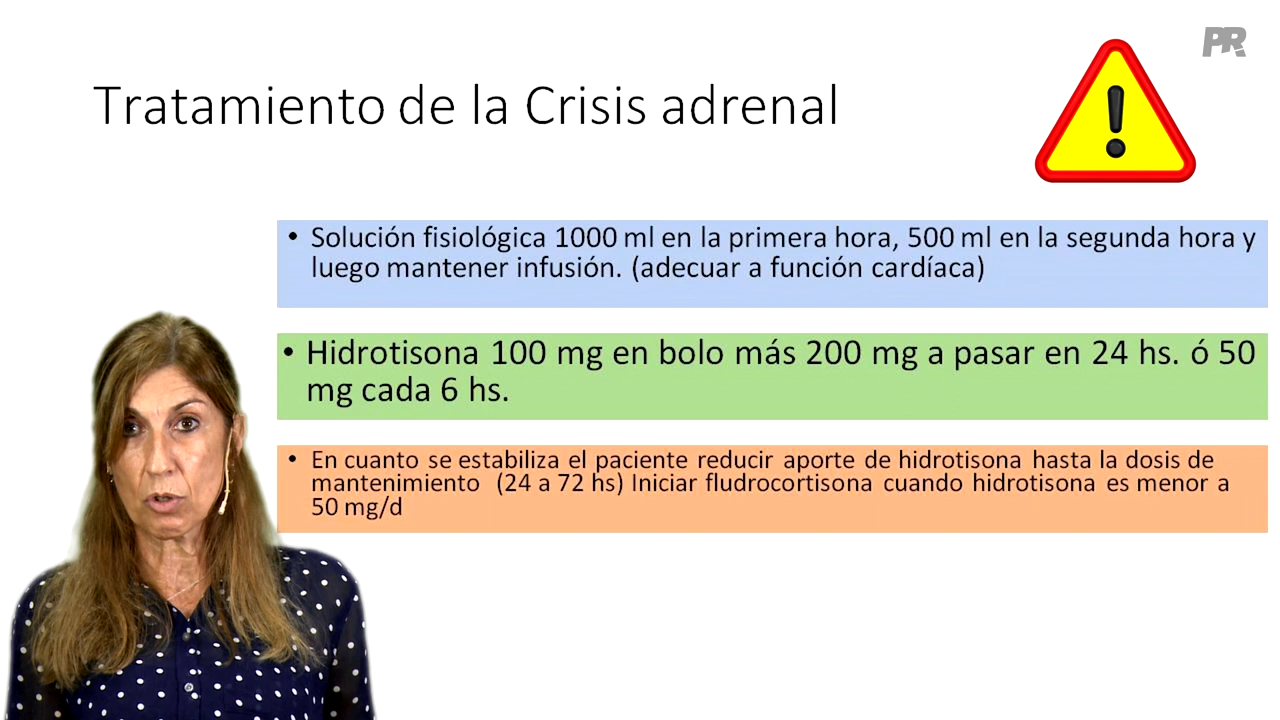 PR
Tratamiento de la Crisis adrenal
• Solución fisiológica 1000 ml en la primera hora, 500 ml en la segunda hora y
luego mantener infusión. (adecuar a función cardíaca)
• Hidrotisona 100 mg en bolo más 200 mg a pasar en 24 hs. ó 50
mg cada 6 hs.
• En cuanto se estabiliza el paciente reducir aporte de hidrotisona hasta la dosis de
mantenimiento (24 a 72 hs) Iniciar fludrocortisona cuando hidrotisona es menor a
50 mg/d